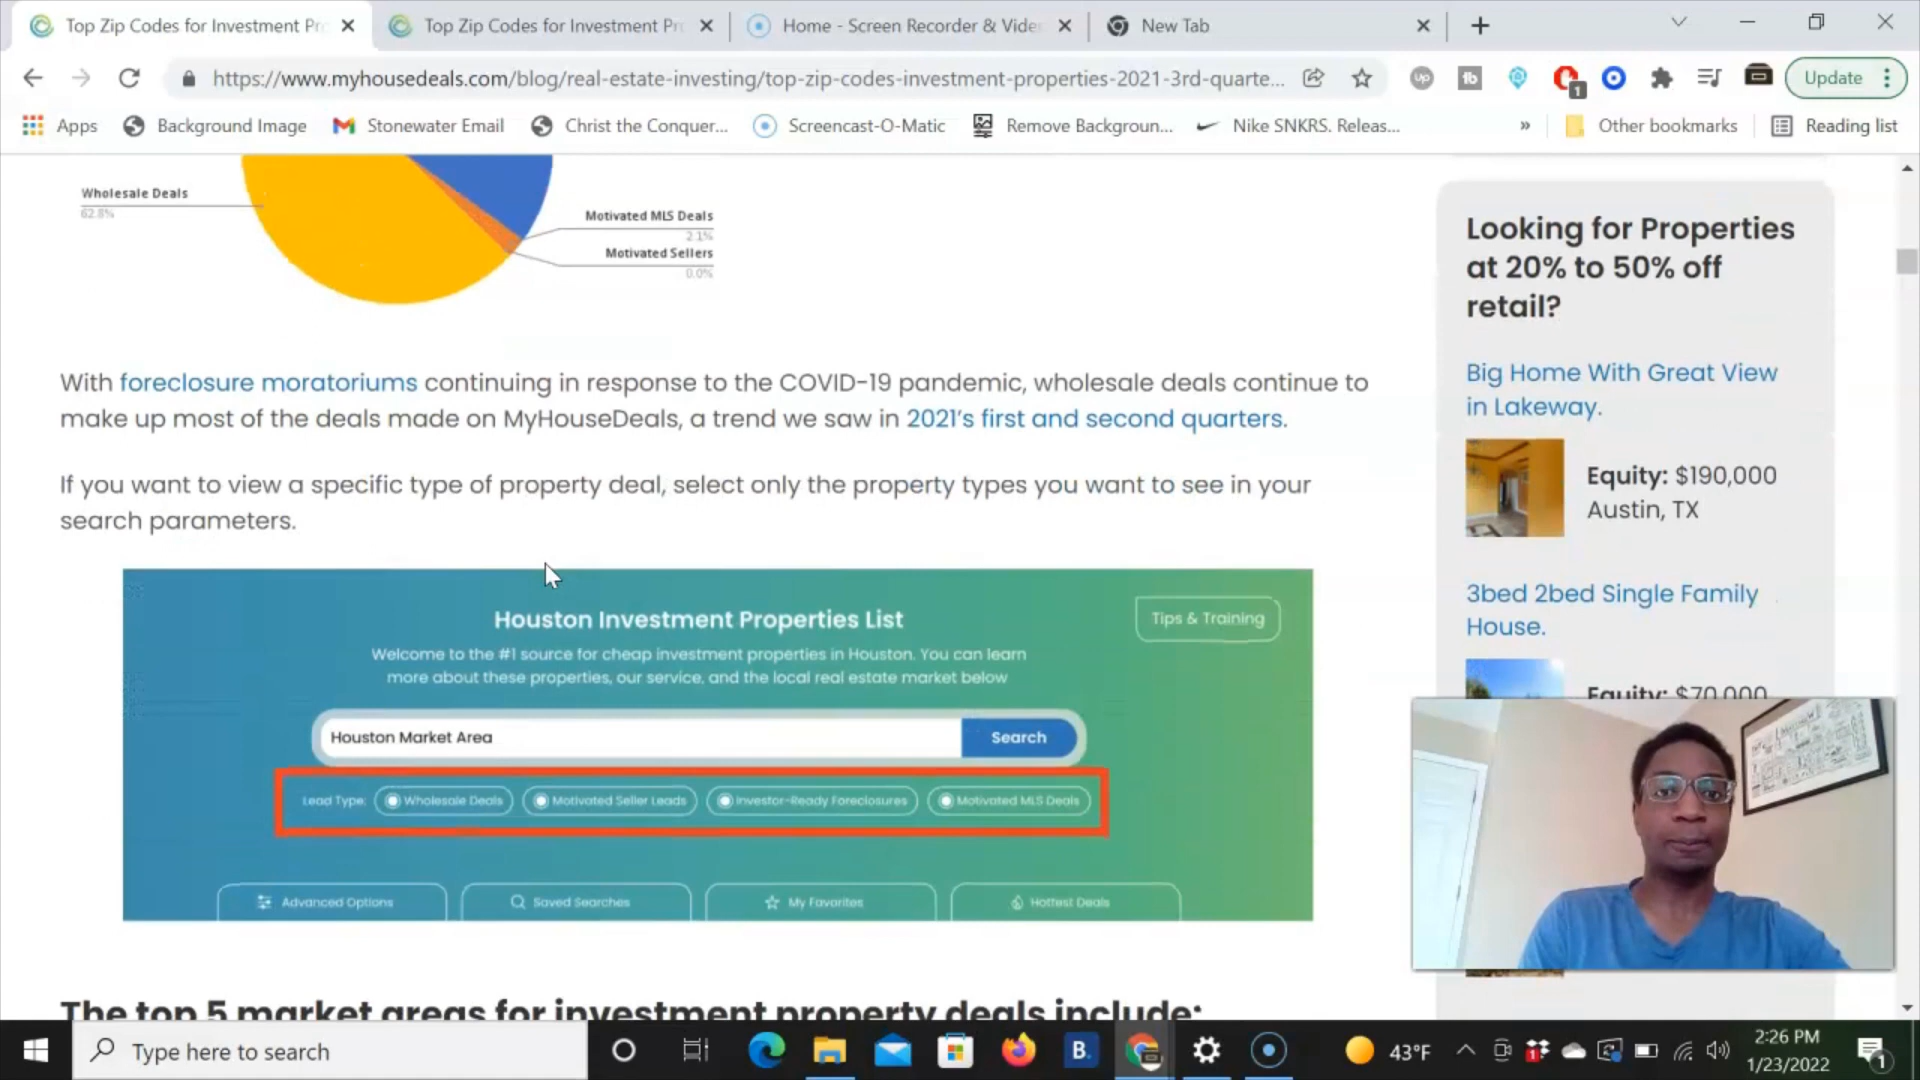 Top Zip Codes for Investment Pr
Top Zip Codes for Investment Pr
Home - Screen Recorder & Vide
New Tab
https://www.myhousedeals.com/blog/real-estate-investing/top-zip-codes-investment-properties-2021-3rd-quarte...
Update
Apps
Background Image
Stonewater Email
Christ the Conquer...
Screencast-O-Matic
Remove Backgroun...
Nike SNKRS. Releas...
»
Other bookmarks
Reading list
Wholesale Deals
62.8%
Motivated MLS Deals
2.1%
Motivated Sellers
0.0%
With foreclosure moratoriums continuing in response to the COVID-19 pandemic, wholesale deals continue to
make up most of the deals made on MyHouseDeals, a trend we saw in 2021's first and second quarters.
If you want to view a specific type of property deal, select only the property types you want to see in your
search parameters.
Houston Investment Properties List
Tips & Training
Welcome to the #1 source for cheap investment properties in Houston. You can learn
more about these properties, our service, and the local real estate market below
Houston Market Area
Search
Lead Type:
Wholesale Deals
Motivated Seller Leads
Investor-Ready Foreclosures
Motivated MLS Deals
Advanced Options
Saved Searches
My Favorites
Hottest Deals
The top 5 market areas for investment property deals include:
Looking for Properties
at 20% to 50% off
retail?
Big Home With Great View
in Lakeway.
Equity: $190,000
Austin, TX
3bed 2bed Single Family
House.
Equity: $70,000
Type here to search
43°F
2:26 PM
1/23/2022